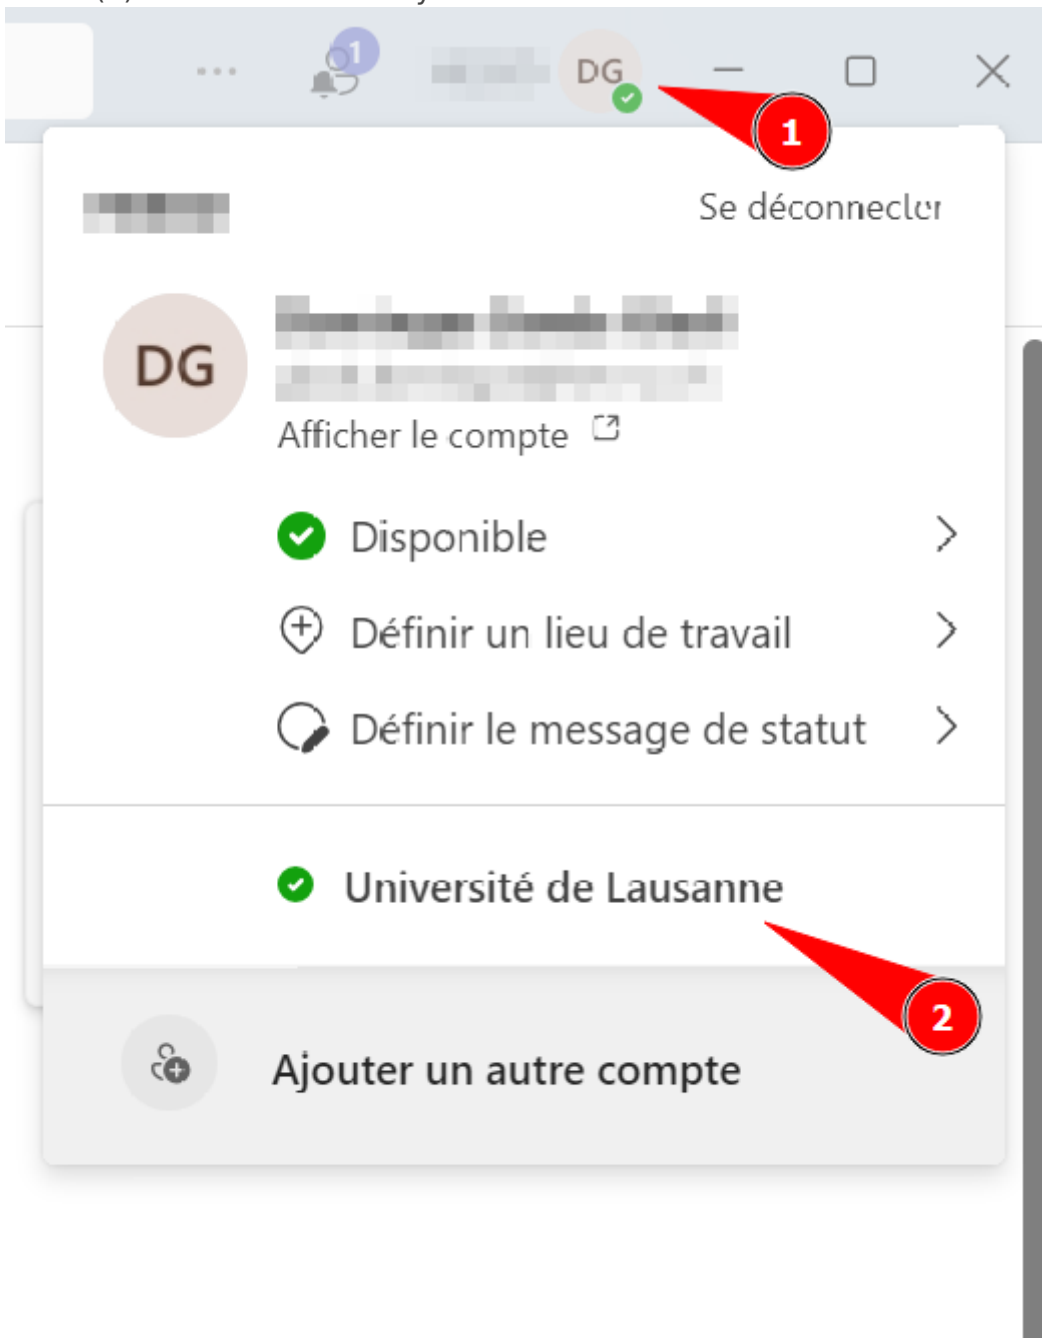 1
DG
1
Se déconnecter
DG
Afficher le compte
Disponible
Définir un lieu de travail
Définir le message de statut
Université de Lausanne
2
Ajouter un autre compte